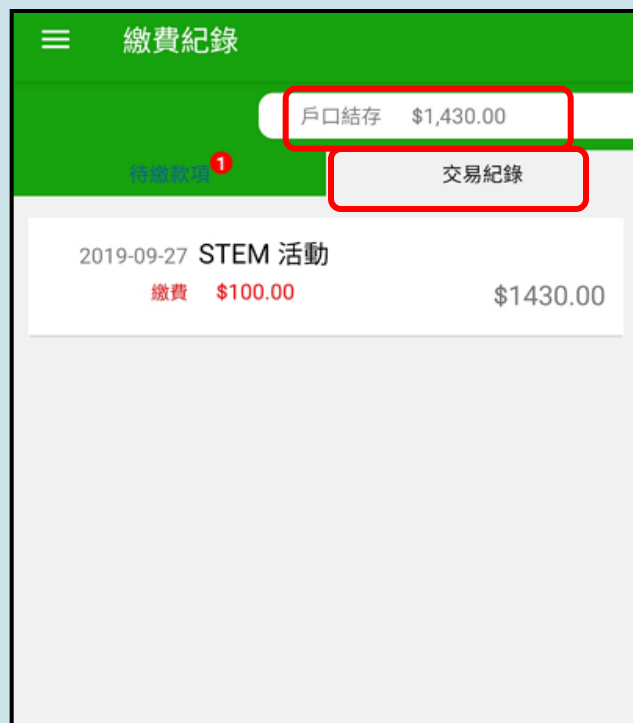 繳費紀錄
戶口結存 $1,430.00
待繳款項 1
交易紀錄
2019-09-27 STEM 活動
繳費 $100.00 $1430.00